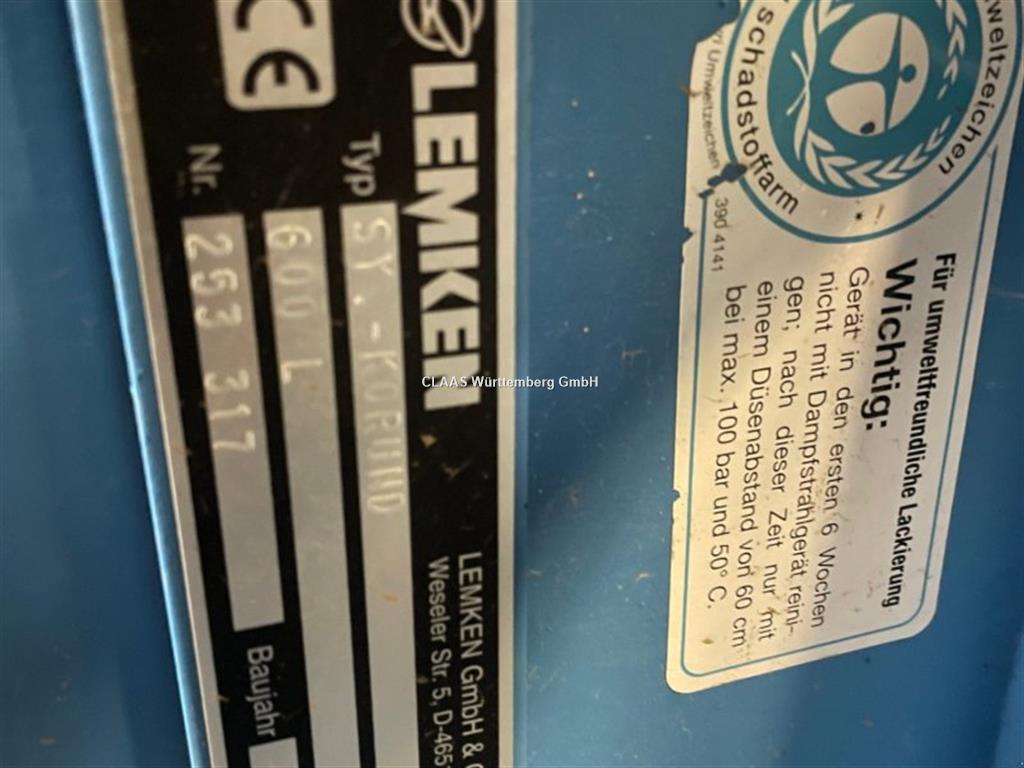 CE
LEMKEN
Typ SY.-KORUND
600 L
Nr. 253 317
Baujahr
LEMKEN GmbH &
Weseler Str. 5, D-465
schadstoffarm
390 4141
Für umweltfreundliche Lackierung
Wichtig:
Gerät in den ersten 6 Wochen
nicht mit Dampfstrahlgerät reini-
gen; nach dieser Zeit nur mit
einem Düsenabstand von 60 cm
bei max. 100 bar und 50° C.
CLAAS Württemberg GmbH